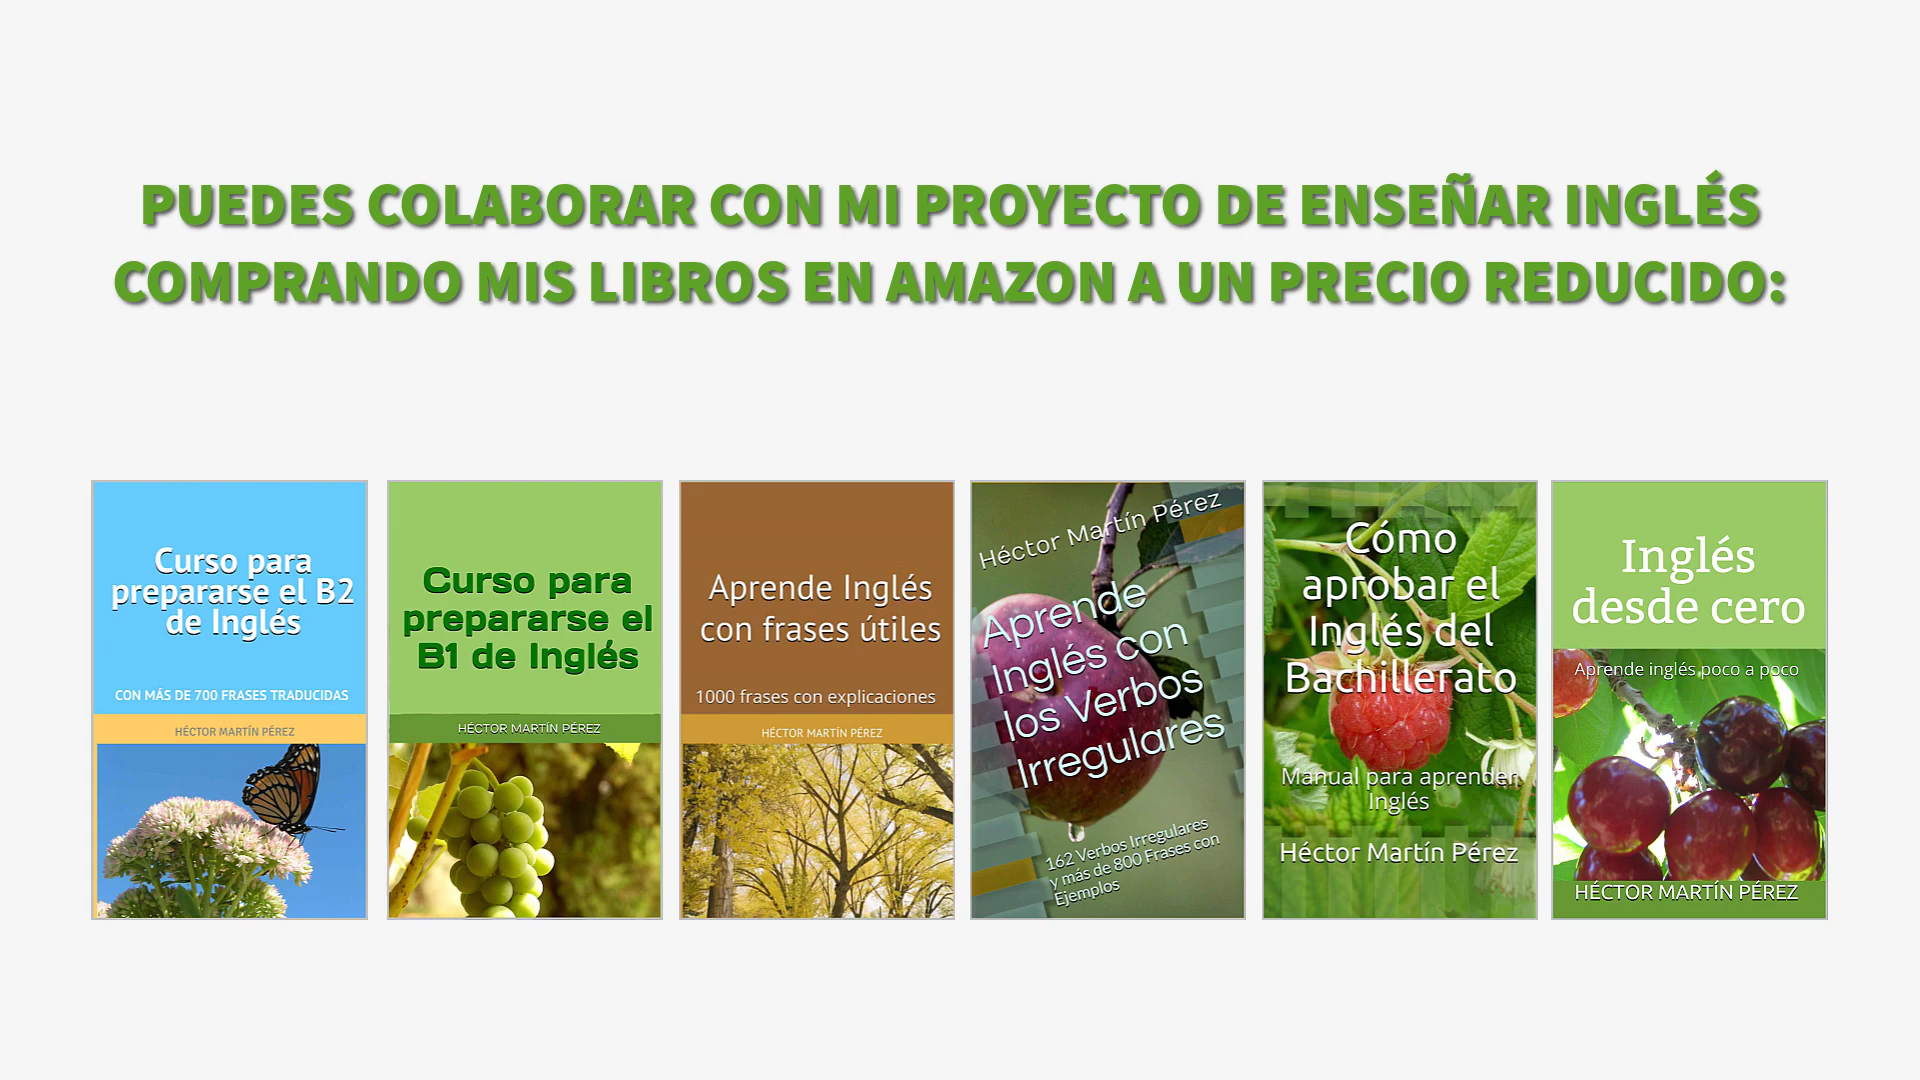 PUEDES COLABORAR CON MI PROYECTO DE ENSEÑAR INGLÉS
COMPRANDO MIS LIBROS EN AMAZON A UN PRECIO REDUCIDO:
Curso para
prepararse el B2
de Inglés
CON MÁS DE 700 FRASES TRADUCIDAS
HÉCTOR MARTÍN PÉREZ
Curso para
prepararse el
B1 de Inglés
HÉCTOR MARTÍN PÉREZ
Aprende Inglés
con frases útiles
1000 frases con explicaciones
HÉCTOR MARTÍN PÉREZ
Héctor Martín Pérez
Aprende
Inglés con
los Verbos
Irregulares
162 Verbos Irregulares
y más de 800 Frases con
Ejemplos
Cómo
aprobar el
Inglés del
Bachillerato
Manual para aprender
Inglés
Héctor Martín Pérez
Inglés
desde cero
Aprende inglés poco a poco
HÉCTOR MARTÍN PÉREZ